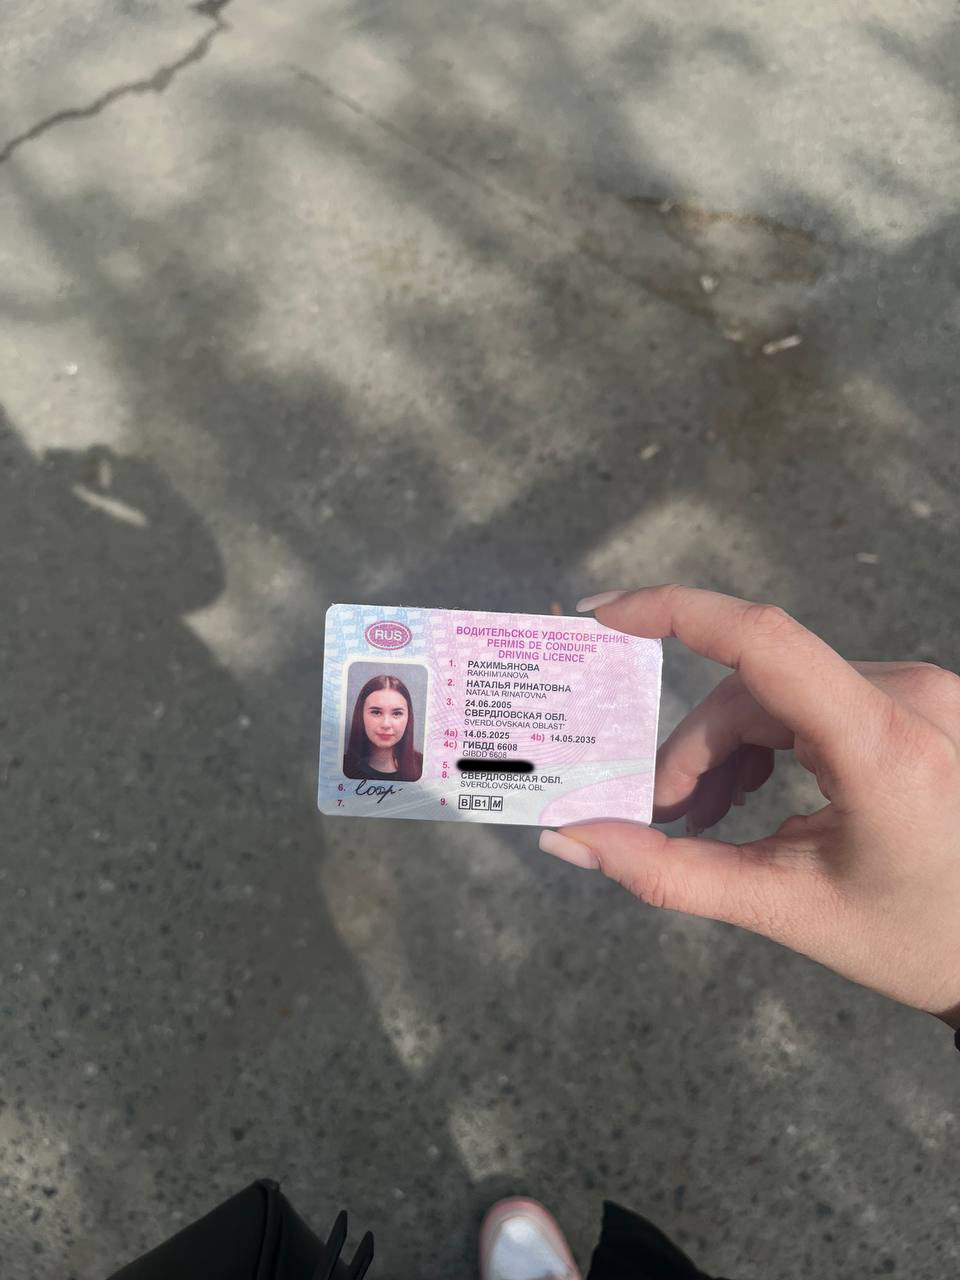 RUS
ВОДИТЕЛЬСКОЕ УДОСТОВЕРЕНИЕ
PERMIS DE CONDUIRE
DRIVING LICENCE
1. РАХИМЬЯНОВА
RAKHIM'IANOVA
2. НАТАЛЬЯ РИНАТОВНА
NATAL'IA RINATOVNA
3. 24.06.2005
СВЕРДЛОВСКАЯ ОБЛ.
SVERDLOVSKAIA OBLAST'
4a) 14.05.2025 4b) 14.05.2035
4c) ГИБДД 6608
GIBDD 6608
5.
8. СВЕРДЛОВСКАЯ ОБЛ.
SVERDLOVSKAIA OBL.
6.
7.
9. B B1 M